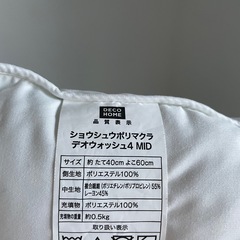 DECO
HOME
品質表示
ショウシュウポリマクラ
デオウォッシュ4 MID
サイズ 約 たて40cm よこ60cm
側生地 ポリエステル100%
中生地 複合繊維(ポリエチレン/ポリプロピレン) 55%
レーヨン45%
充填物 ポリエステル100%
充填物の重量 約0.5kg
取り扱い表示